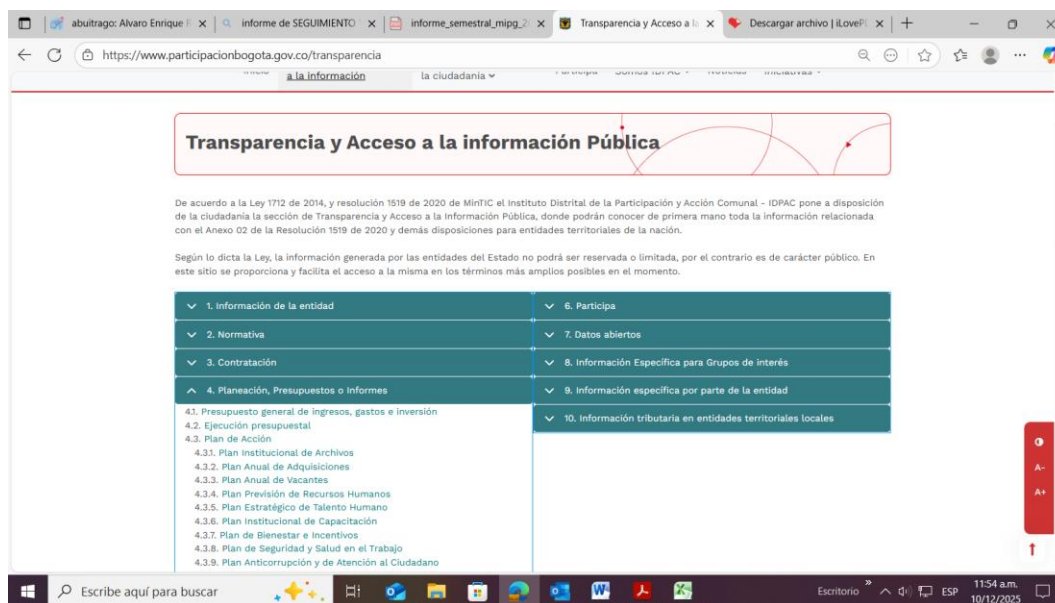 abuitrago: Alvaro Enrique R
informe de SEGUIMIENTO
informe_semestral_mipg_2
Transparencia y Acceso a la
Descargar archivo | iLovePD
https://www.participacionbogota.gov.co/transparencia
a la información
la ciudadanía
Transparencia y Acceso a la información Pública
De acuerdo a la Ley 1712 de 2014, y resolución 1519 de 2020 de MinTIC el Instituto Distrital de la Participación y Acción Comunal - IDPAC pone a disposición
de la ciudadanía la sección de Transparencia y Acceso a la Información Pública, donde podrán conocer de primera mano toda la información relacionada
con el Anexo 02 de la Resolución 1519 de 2020 y demás disposiciones para entidades territoriales de la nación.
Según lo dicta la Ley, la información generada por las entidades del Estado no podrá ser reservada o limitada, por el contrario es de carácter público. En
este sitio se proporciona y facilita el acceso a la misma en los términos más amplios posibles en el momento.
1. Información de la entidad
2. Normativa
3. Contratación
4. Planeación, Presupuestos o Informes
4.1. Presupuesto general de ingresos, gastos e inversión
4.2. Ejecución presupuestal
4.3. Plan de Acción
4.3.1. Plan Institucional de Archivos
4.3.2. Plan Anual de Adquisiciones
4.3.3. Plan Anual de Vacantes
4.3.4. Plan Previsión de Recursos Humanos
4.3.5. Plan Estratégico de Talento Humano
4.3.6. Plan Institucional de Capacitación
4.3.7. Plan de Bienestar e Incentivos
4.3.8. Plan de Seguridad y Salud en el Trabajo
4.3.9. Plan Anticorrupción y de Atención al Ciudadano
6. Participa
7. Datos abiertos
8. Información Específica para Grupos de interés
9. Información específica por parte de la entidad
10. Información tributaria en entidades territoriales locales
A-
A+
Escribe aquí para buscar
Escritorio
ESP
11:54 a.m.
10/12/2025